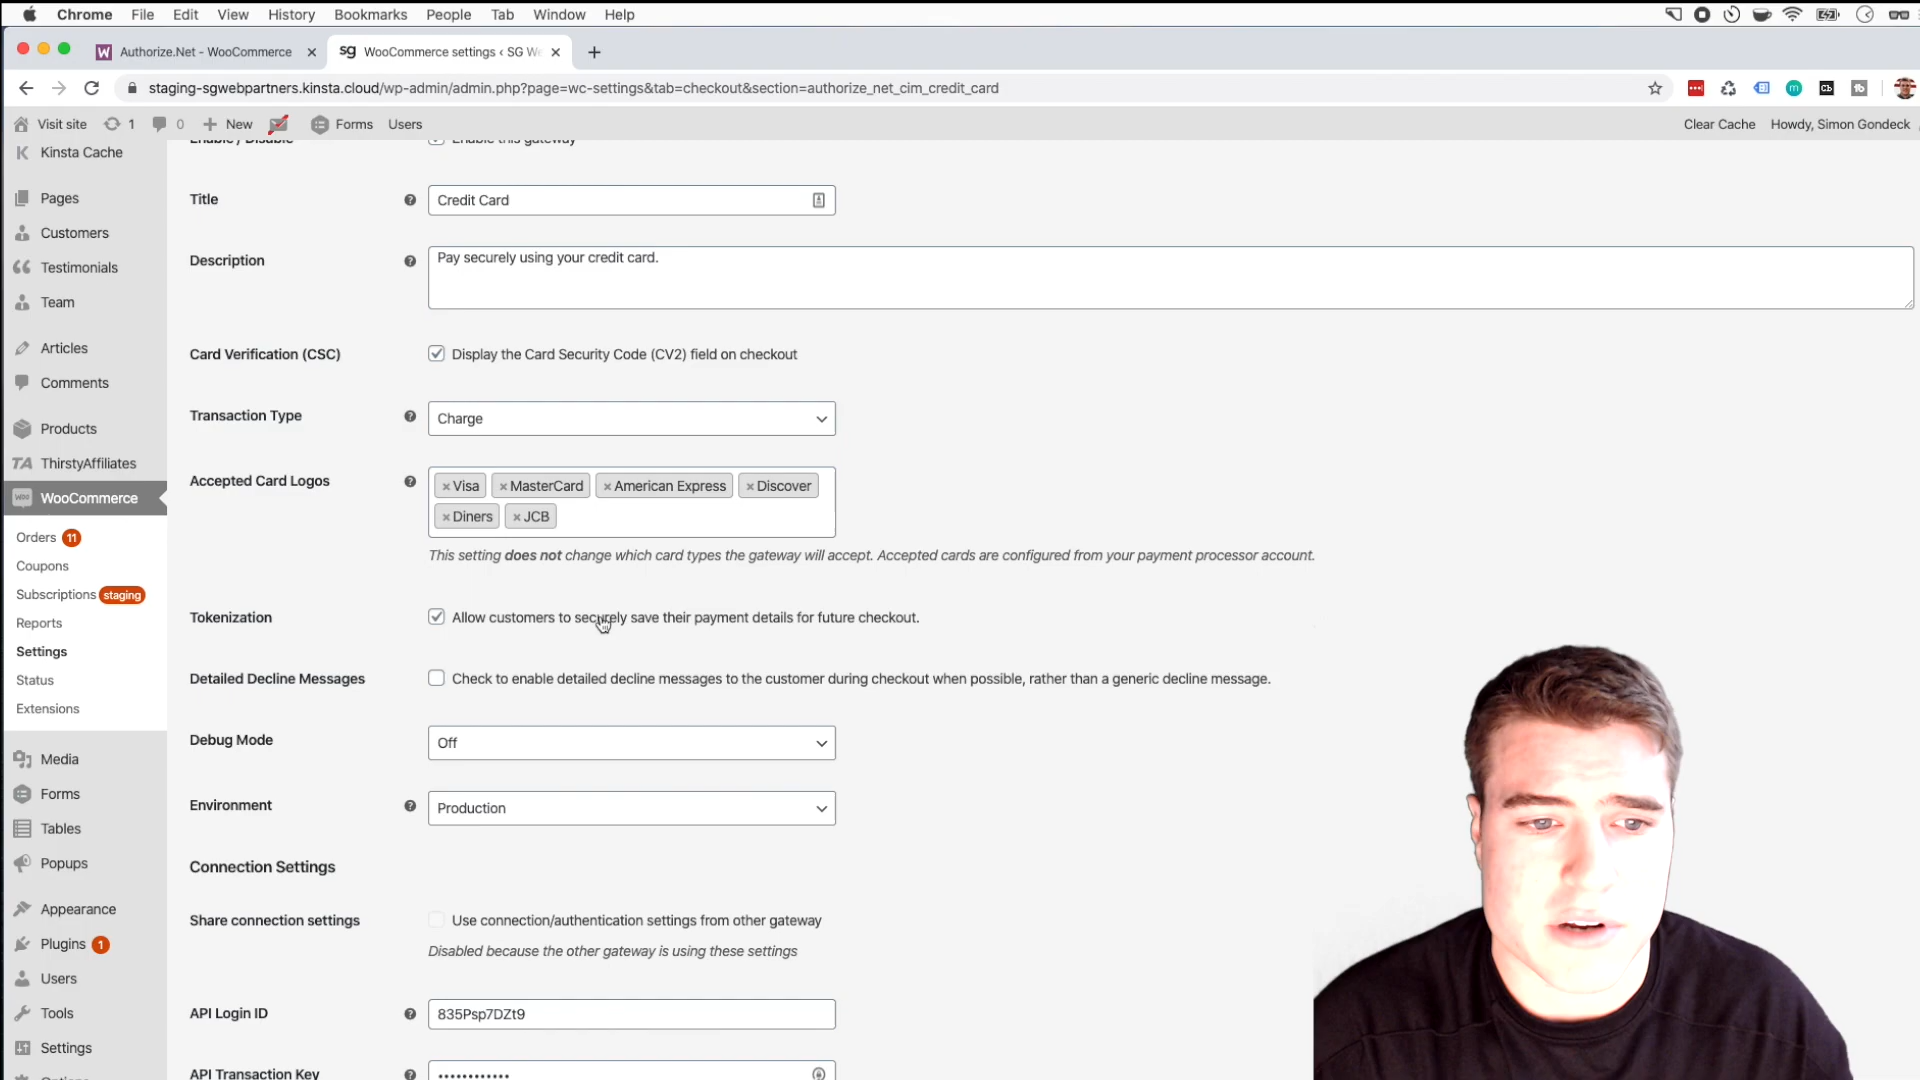 Chrome File Edit View History Bookmarks People Tab Window Help
Authorize.Net - WooCommerce
sg WooCommerce settings ‹ SG We
staging-sgwebpartners.kinsta.cloud/wp-admin/admin.php?page=wc-settings&tab=checkout&section=authorize_net_cim_credit_card
Visit site 1 0 New Forms Users Clear Cache Howdy, Simon Gondeck
Kinsta Cache
Pages
Customers
Testimonials
Team
Articles
Comments
Products
ThirstyAffiliates
WooCommerce
Orders 11
Coupons
Subscriptions staging
Reports
Settings
Status
Extensions
Media
Forms
Tables
Popups
Appearance
Plugins 1
Users
Tools
Settings
Enable / Disable Enable this gateway
Title Credit Card
Description Pay securely using your credit card.
Card Verification (CSC) Display the Card Security Code (CV2) field on checkout
Transaction Type Charge
Accepted Card Logos ×Visa ×MasterCard ×American Express ×Discover
×Diners ×JCB
This setting does not change which card types the gateway will accept. Accepted cards are configured from your payment processor account.
Tokenization Allow customers to securely save their payment details for future checkout.
Detailed Decline Messages Check to enable detailed decline messages to the customer during checkout when possible, rather than a generic decline message.
Debug Mode Off
Environment Production
Connection Settings
Share connection settings Use connection/authentication settings from other gateway
Disabled because the other gateway is using these settings
API Login ID 835Psp7DZt9
API Transaction Key ••••••••••••